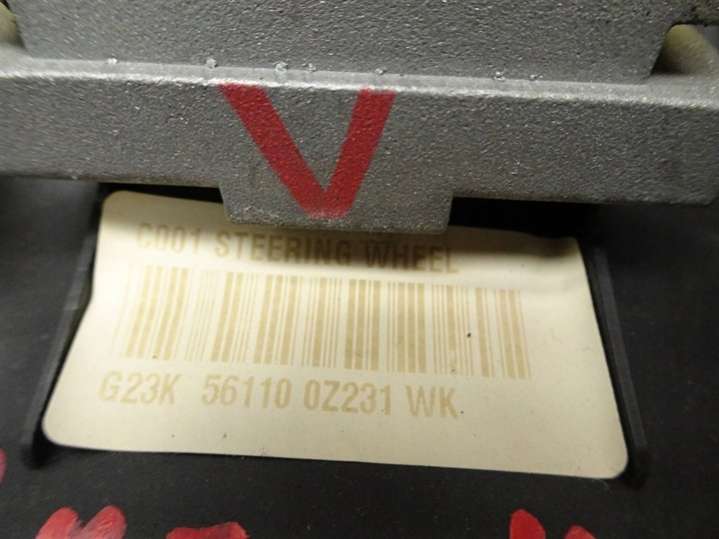 V
C001 STEERING WHEEL
G23K 56110 0Z231 WK